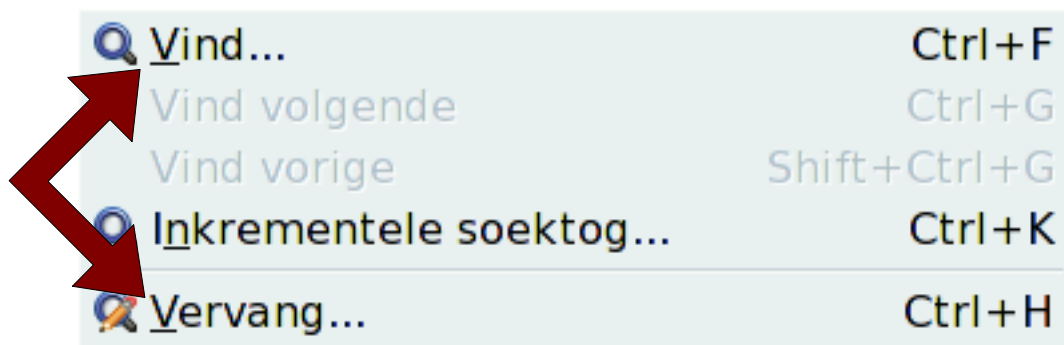 Vind... Ctrl+F
Vind volgende Ctrl+G
Vind vorige Shift+Ctrl+G
Inkrementele soektog... Ctrl+K
Vervang... Ctrl+H